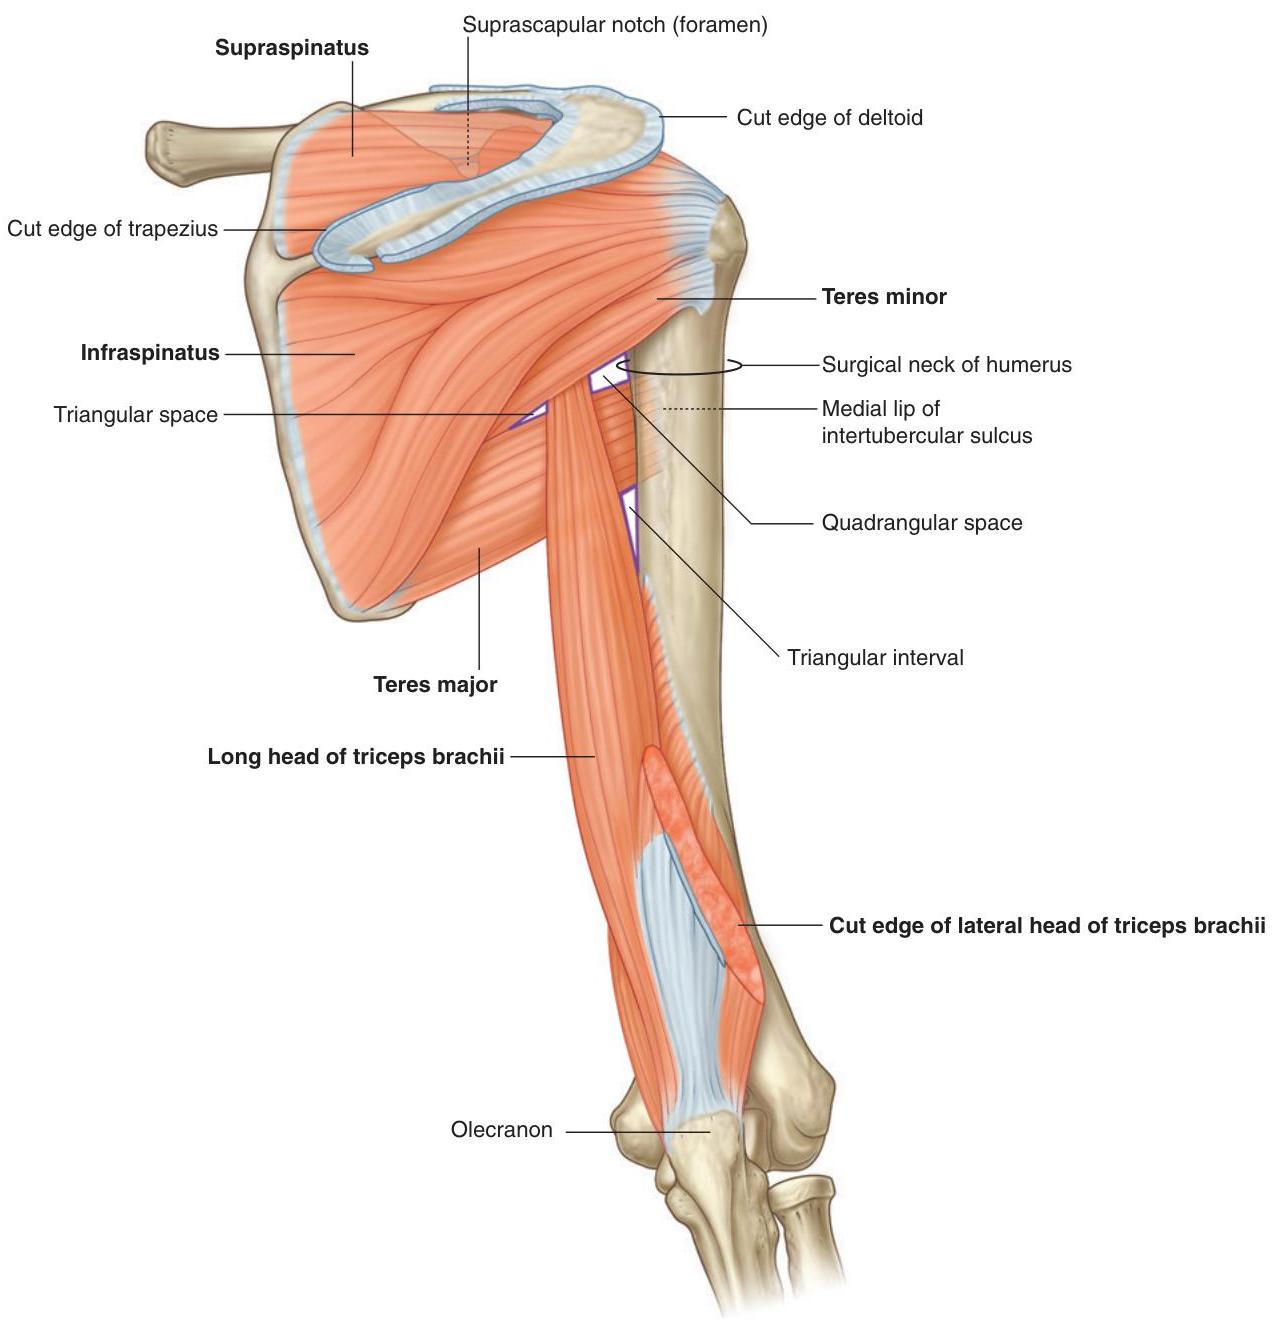 Suprascapular notch (foramen)
Supraspinatus
Cut edge of deltoid
Cut edge of trapezius
Teres minor
Infraspinatus
Surgical neck of humerus
Triangular space
Medial lip of
intertubercular sulcus
Quadrangular space
Triangular interval
Teres major
Long head of triceps brachii
Cut edge of lateral head of triceps brachii
Olecranon